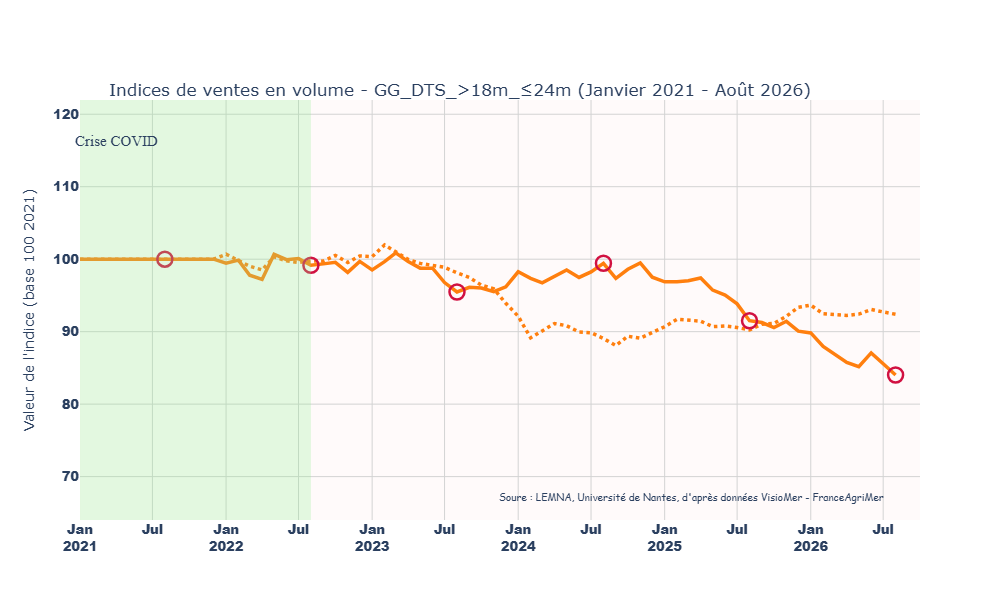 Indices de ventes en volume - GG_DTS_>18m_≤24m (Janvier 2021 - Août 2026)
Valeur de l'indice (base 100 2021)
120
110
100
90
80
70
Crise COVID
Soure : LEMNA, Université de Nantes, d'après données VisioMer - FranceAgriMer
Jan Jul Jan Jul Jan Jul Jan Jul Jan Jul Jan Jul
2021 2022 2023 2024 2025 2026